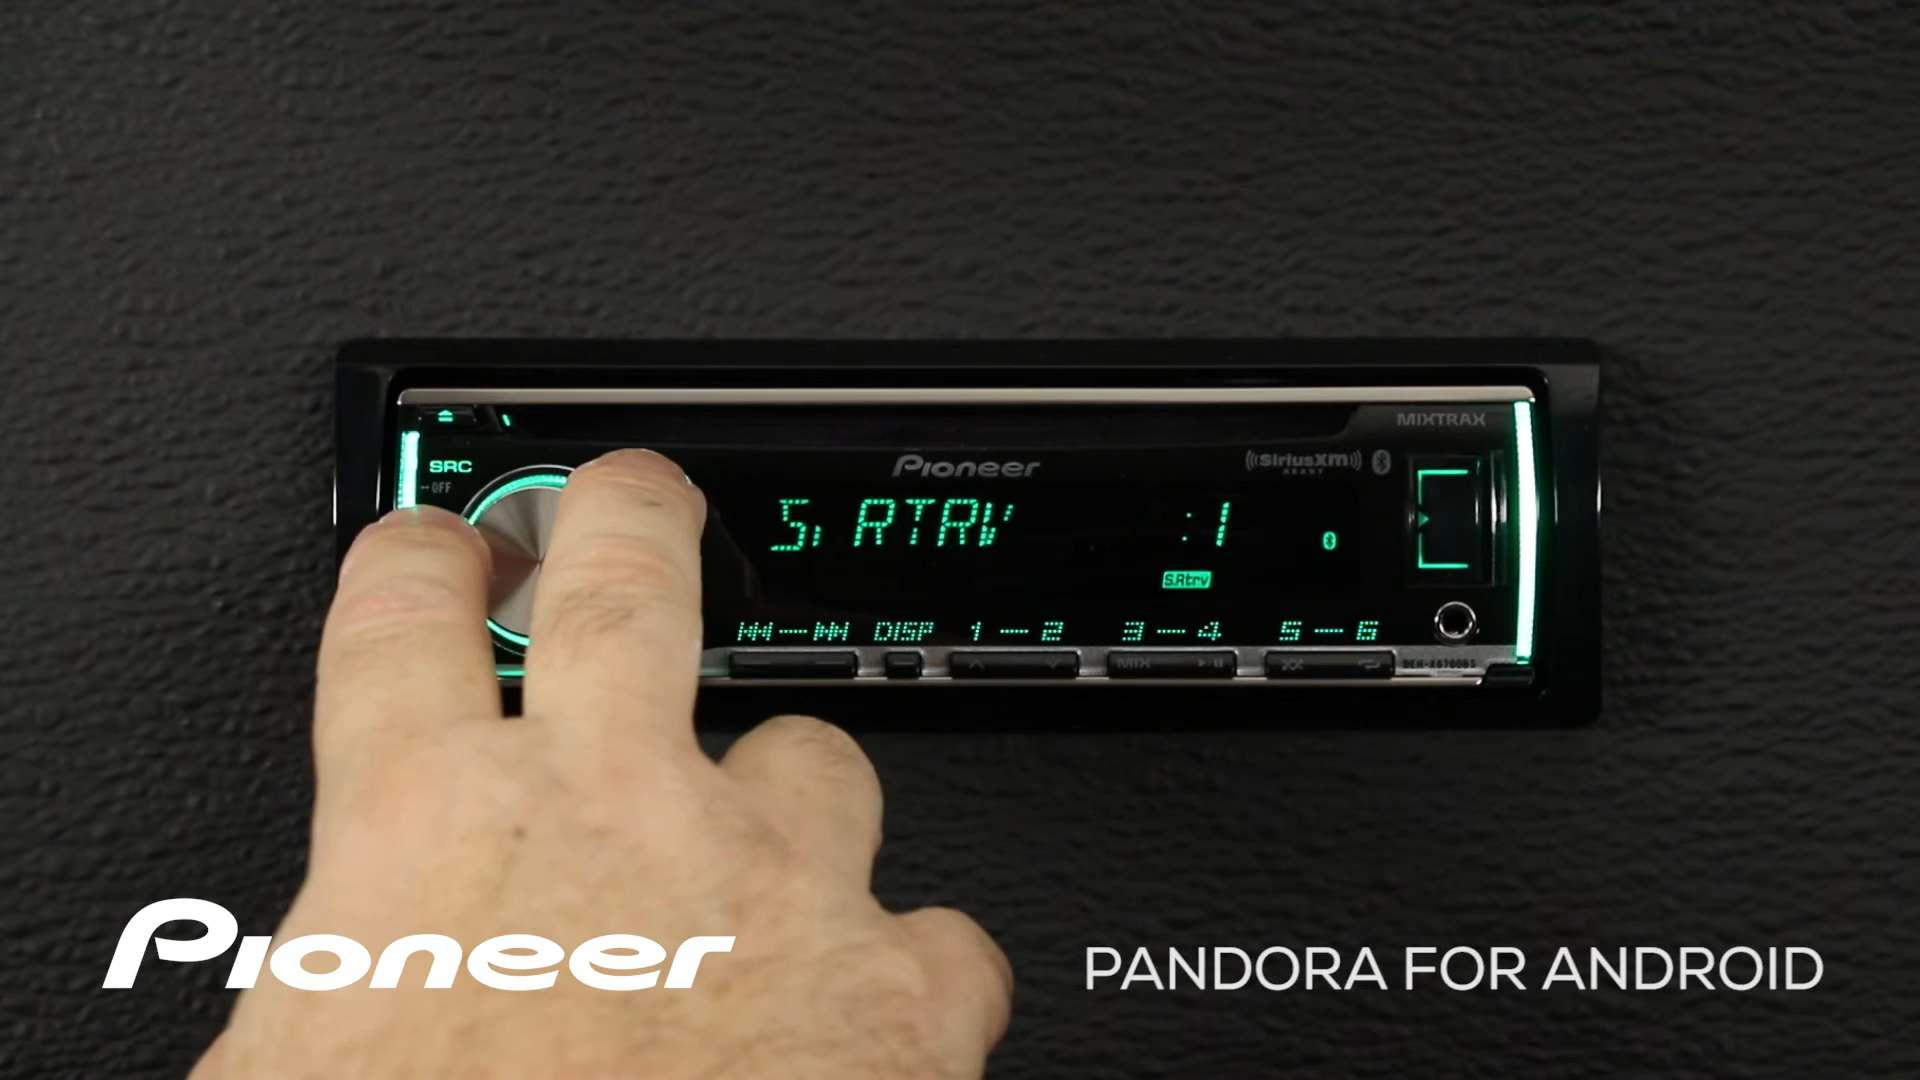 MIXTRAX
SRC
OFF
Pioneer
((SiriusXm))
READY
S. RTRV :1
S.Rtrv
DISP 1 — 2 3 — 4 5 — 6
MIX
Pioneer
PANDORA FOR ANDROID